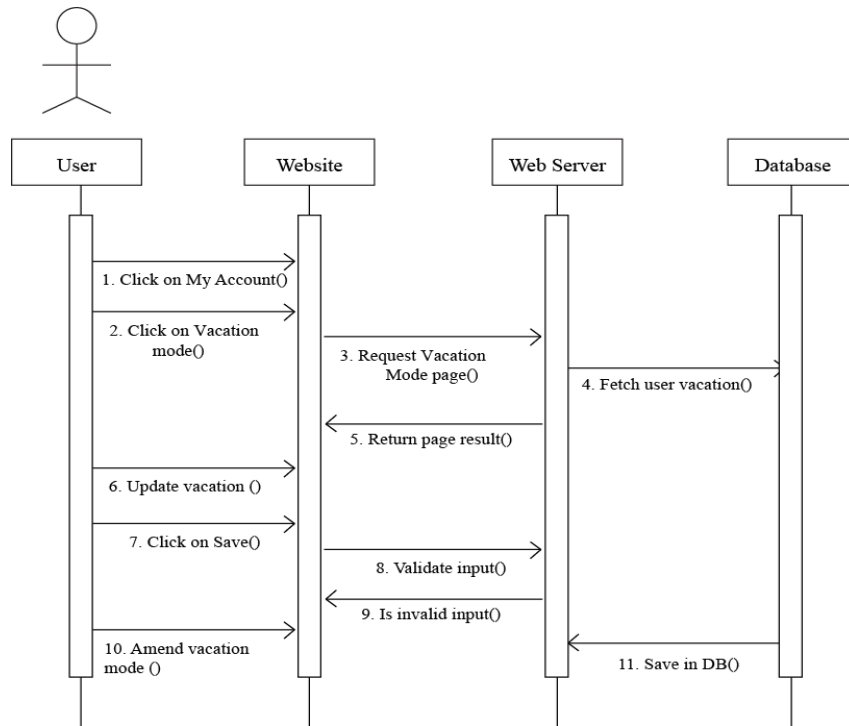 User
Website
Web Server
Database
1. Click on My Account()
2. Click on Vacation
mode()
3. Request Vacation
Mode page()
4. Fetch user vacation()
5. Return page result()
6. Update vacation ()
7. Click on Save()
8. Validate input()
9. Is invalid input()
10. Amend vacation
mode ()
11. Save in DB()